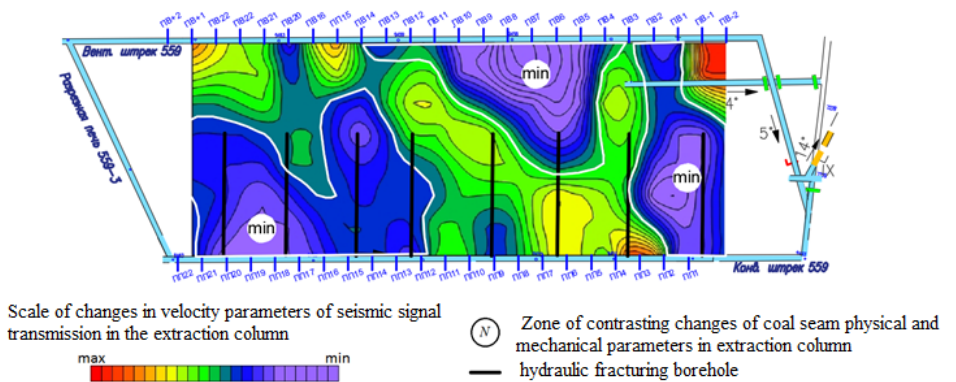 ПВ+2 ПВ+1 ПВ22 ПВ22 ПВ21 ПВ20 ПВ16 ПП15 ПВ14 ПВ13 ПВ12 ПВ11 ПВ10 ПВ9 ПВ8 ПВ7 ПВ6 ПВ5 ПВ4 ПВ3 ПВ2 ПВ1 ПВ-1 ПВ-2
Вент. штрек 559
Разрезная печь 559-3
min
min
min
4°
5°
4°
IX
Конв. штрек 559
ПП22 ПП21 ПП20 ПП19 ПП18 ПП17 ПП16 ПП15 ПП14 ПП13 ПП12 ПП11 ПП10 ПП9 ПП8 ПП7 ПП6 ПП5 ПП4 ПП3 ПП2 ПП1
Scale of changes in velocity parameters of seismic signal
transmission in the extraction column
max min
N
Zone of contrasting changes of coal seam physical and
mechanical parameters in extraction column
hydraulic fracturing borehole